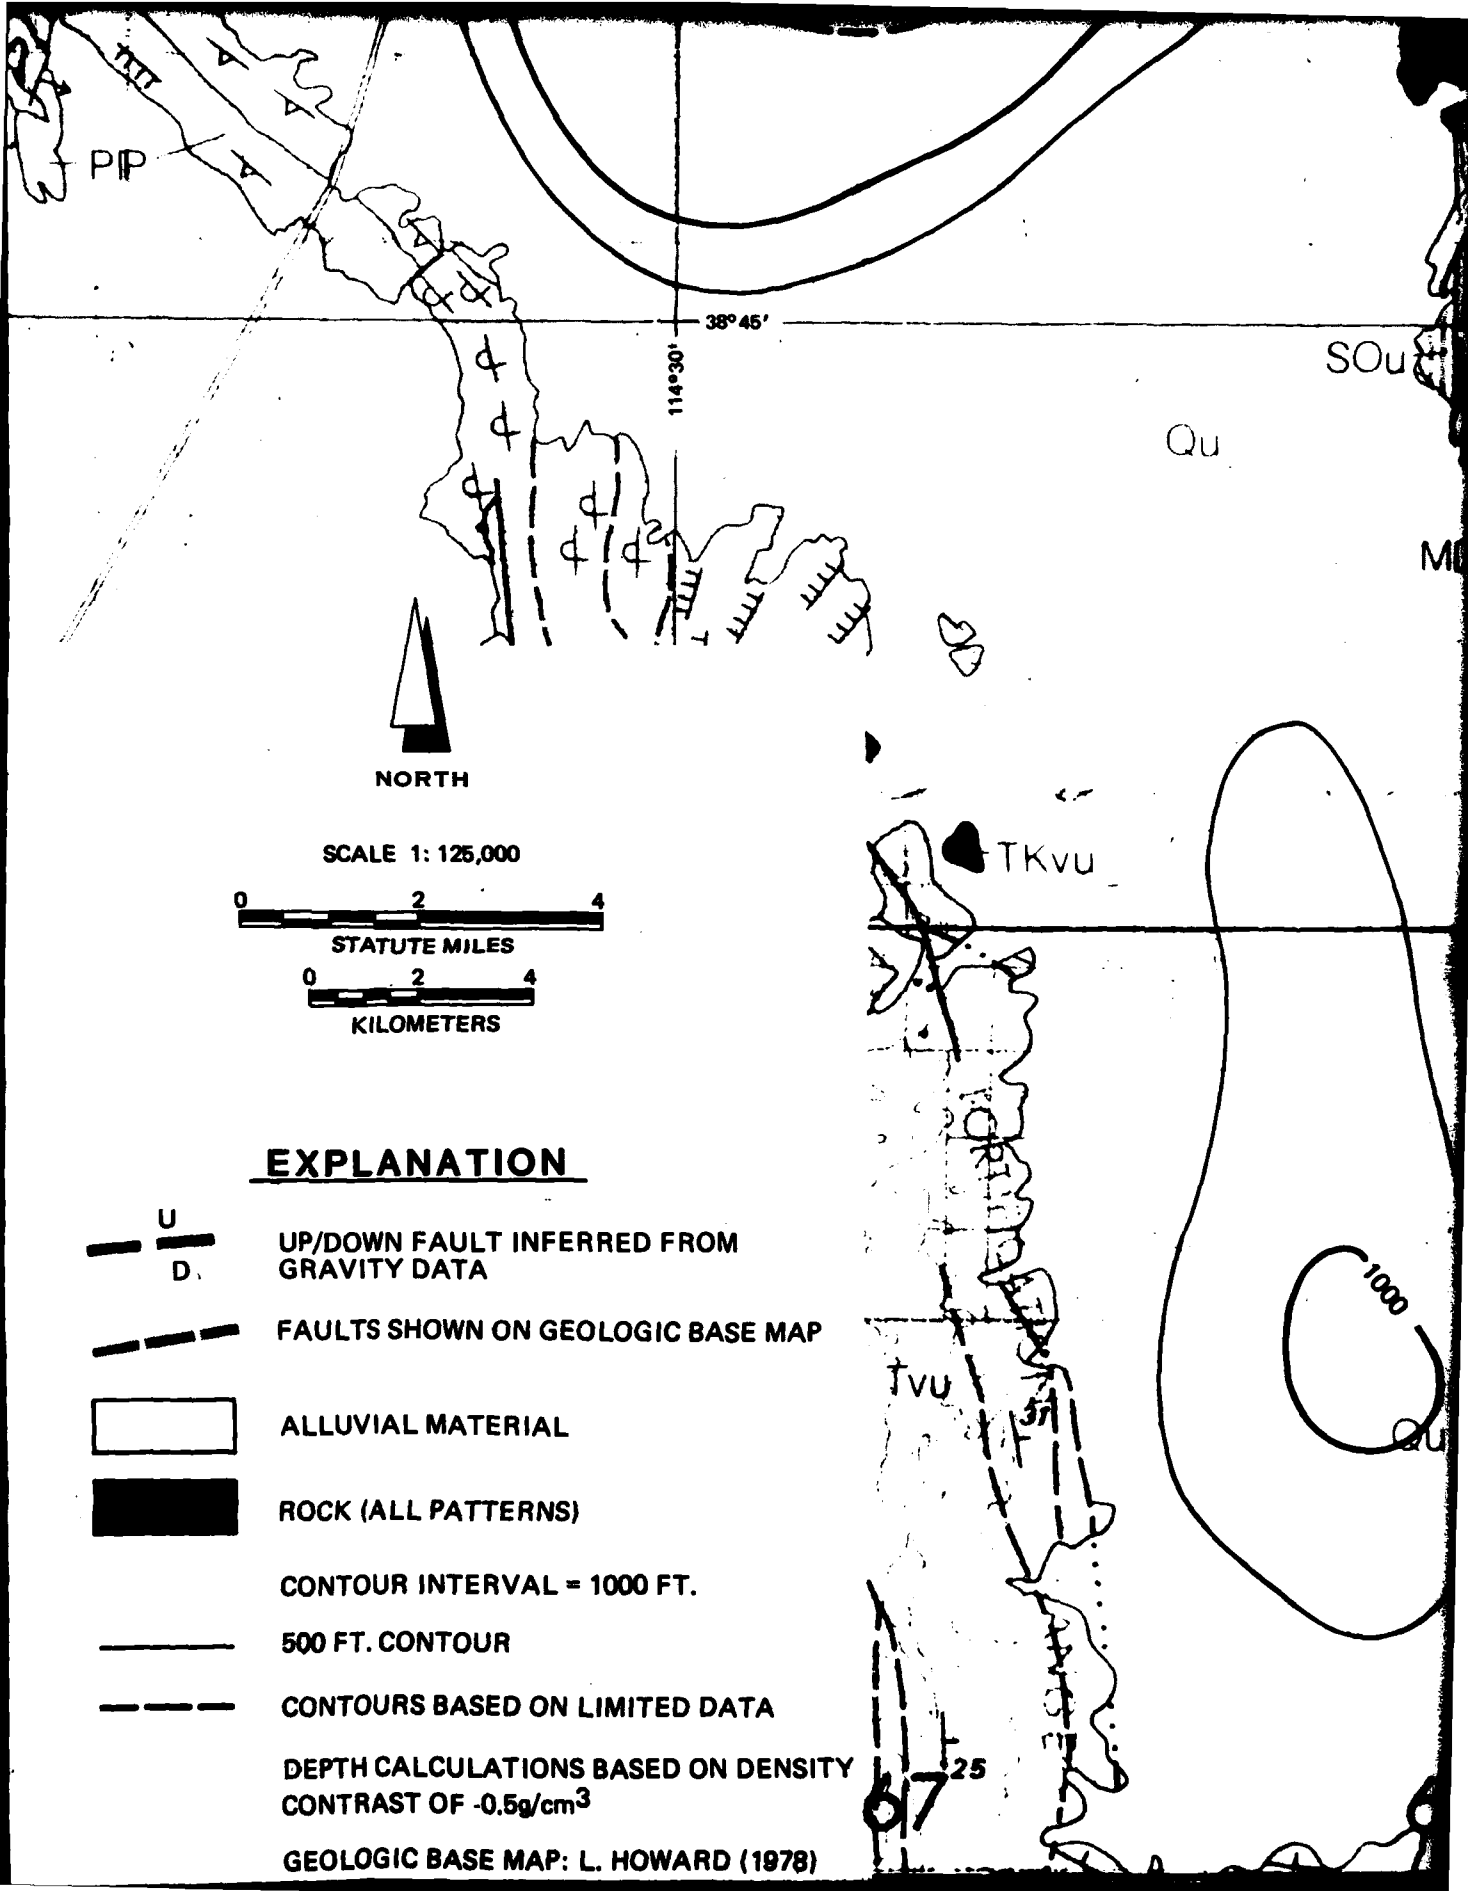 PIP
38° 45'
114° 30'
SOu
Qu
NORTH
TKvu
SCALE 1: 125,000
0 2 4
STATUTE MILES
0 2 4
KILOMETERS
EXPLANATION
U
D
UP/DOWN FAULT INFERRED FROM
GRAVITY DATA
1000
FAULTS SHOWN ON GEOLOGIC BASE MAP
Tvu
31
ALLUVIAL MATERIAL
Qu
ROCK (ALL PATTERNS)
CONTOUR INTERVAL = 1000 FT.
500 FT. CONTOUR
CONTOURS BASED ON LIMITED DATA
DEPTH CALCULATIONS BASED ON DENSITY
CONTRAST OF -0.5g/cm³
25
7
GEOLOGIC BASE MAP: L. HOWARD (1978)